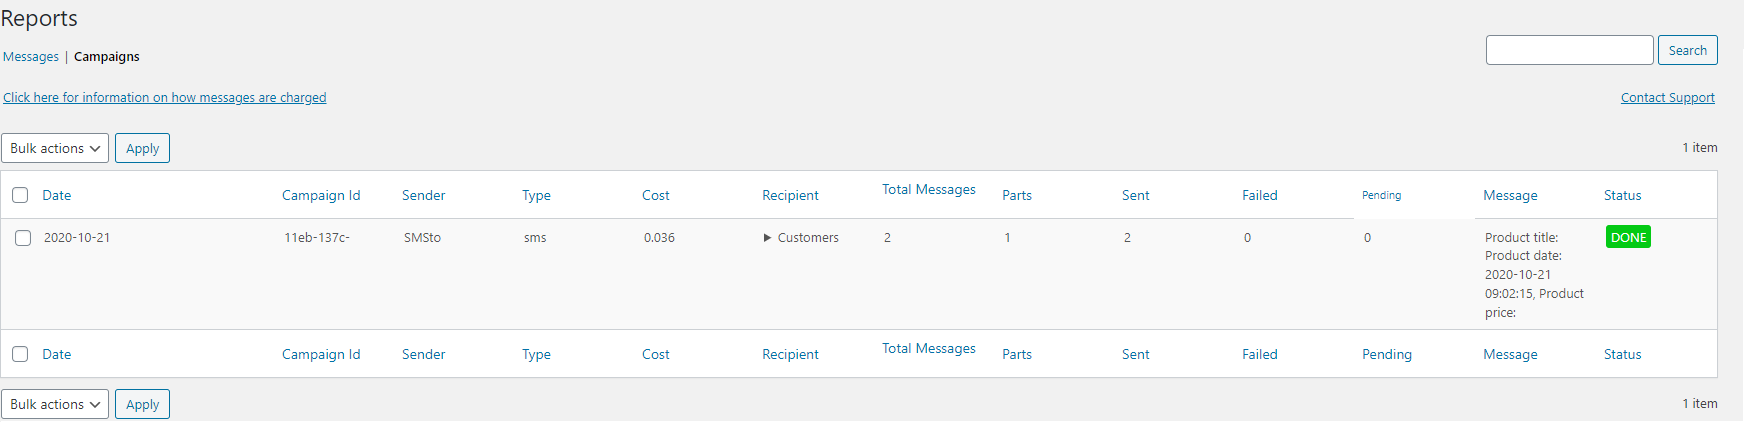 Reports
Messages | Campaigns
Search
Click here for information on how messages are charged
Contact Support
Bulk actions Apply
1 item
Date Campaign Id Sender Type Cost Recipient Total Messages Parts Sent Failed Pending Message Status
2020-10-21 11eb-137c- SMSto sms 0.036 ▶ Customers 2 1 2 0 0 Product title: DONE
Product date:
2020-10-21
09:02:15, Product
price:
Date Campaign Id Sender Type Cost Recipient Total Messages Parts Sent Failed Pending Message Status
Bulk actions Apply
1 item